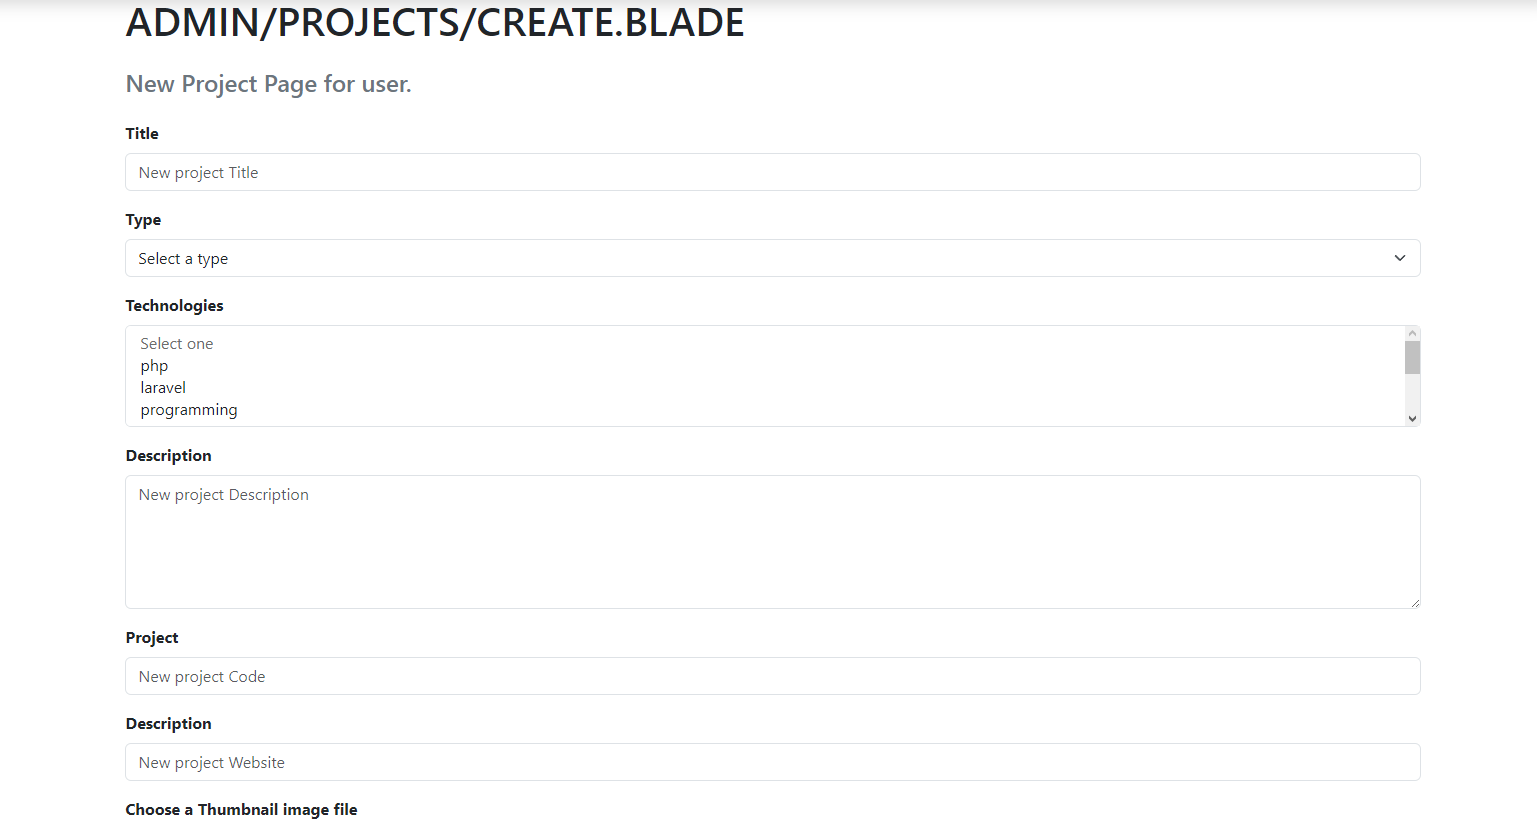 ADMIN/PROJECTS/CREATE.BLADE
New Project Page for user.
Title
New project Title
Type
Select a type
Technologies
Select one
php
laravel
programming
Description
New project Description
Project
New project Code
Description
New project Website
Choose a Thumbnail image file